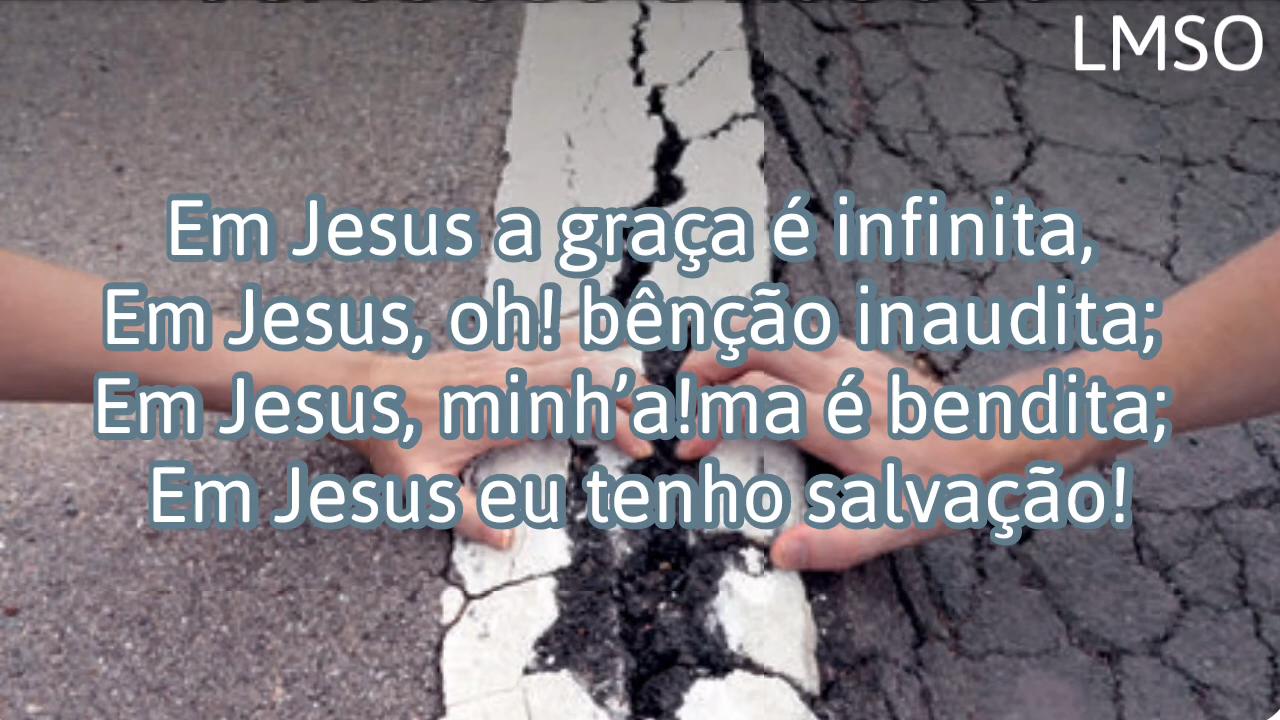 LMSO
Em Jesus a graça é infinita,
Em Jesus, oh! bênção inaudita;
Em Jesus, minh’a!ma é bendita;
Em Jesus eu tenho salvação!